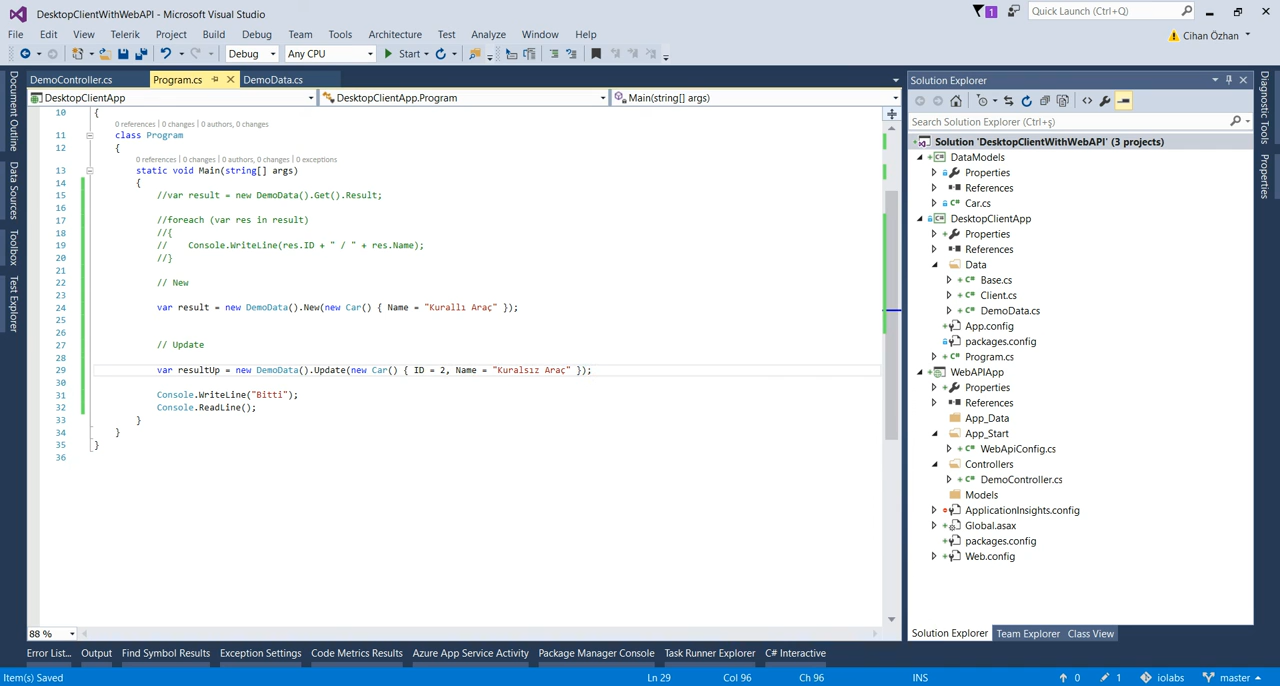 DesktopClientWithWebAPI - Microsoft Visual Studio
1
Quick Launch (Ctrl+Q)
File Edit View Telerik Project Build Debug Team Tools Architecture Test Analyze Window Help
Cihan Özhan
Debug Any CPU Start
DemoController.cs Program.cs DemoData.cs
DesktopClientApp DesktopClientApp.Program Main(string[] args)
Document Outline
Data Sources
Toolbox
Test Explorer
10 {
0 references | 0 changes | 0 authors, 0 changes
11 class Program
12 {
0 references | 0 changes | 0 authors, 0 changes | 0 exceptions
13 static void Main(string[] args)
14 {
15 //var result = new DemoData().Get().Result;
16
17 //foreach (var res in result)
18 //{
19 // Console.WriteLine(res.ID + " / " + res.Name);
20 //}
21
22 // New
23
24 var result = new DemoData().New(new Car() { Name = "Kurallı Araç" });
25
26
27 // Update
28
29 var resultUp = new DemoData().Update(new Car() { ID = 2, Name = "Kuralsız Araç" });
30
31 Console.WriteLine("Bitti");
32 Console.ReadLine();
33 }
34 }
35 }
36
88 %
Solution Explorer
Search Solution Explorer (Ctrl+ş)
Solution 'DesktopClientWithWebAPI' (3 projects)
DataModels
Properties
References
Car.cs
DesktopClientApp
Properties
References
Data
Base.cs
Client.cs
DemoData.cs
App.config
packages.config
Program.cs
WebAPIApp
Properties
References
App_Data
App_Start
WebApiConfig.cs
Controllers
DemoController.cs
Models
ApplicationInsights.config
Global.asax
packages.config
Web.config
Solution Explorer Team Explorer Class View
Diagnostic Tools
Properties
Error List... Output Find Symbol Results Exception Settings Code Metrics Results Azure App Service Activity Package Manager Console Task Runner Explorer C# Interactive
Item(s) Saved Ln 29 Col 96 Ch 96 INS 0 1 iolabs master